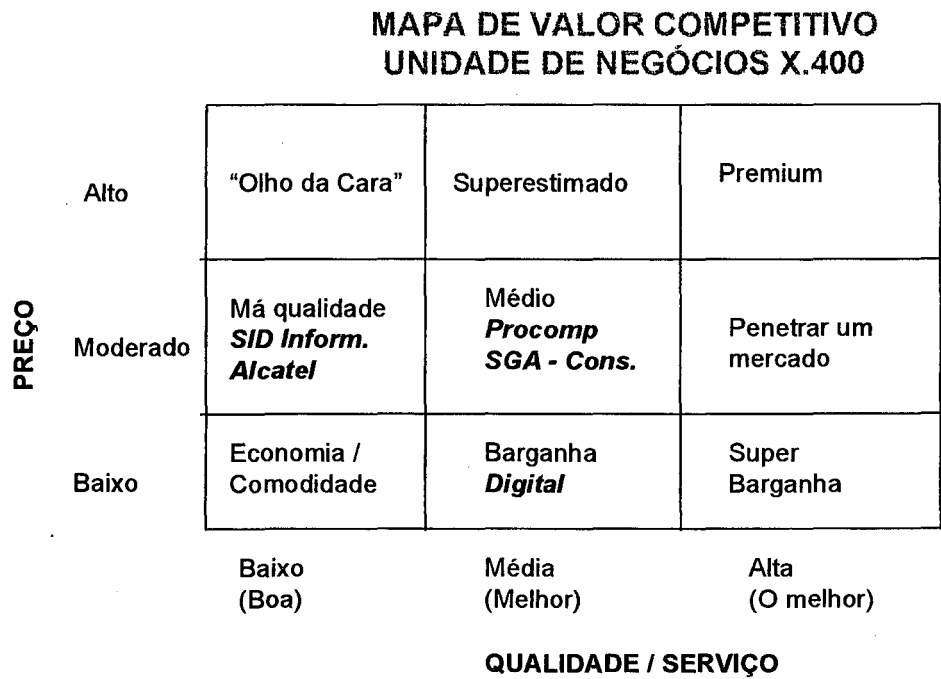 MAPA DE VALOR COMPETITIVO
UNIDADE DE NEGÓCIOS X.400
PREÇO
Alto
"Olho da Cara"
Superestimado
Premium
Moderado
Má qualidade
SID Inform.
Alcatel
Médio
Procomp
SGA - Cons.
Penetrar um
mercado
Baixo
Economia /
Comodidade
Barganha
Digital
Super
Barganha
Baixo
(Boa)
Média
(Melhor)
Alta
(O melhor)
QUALIDADE / SERVIÇO